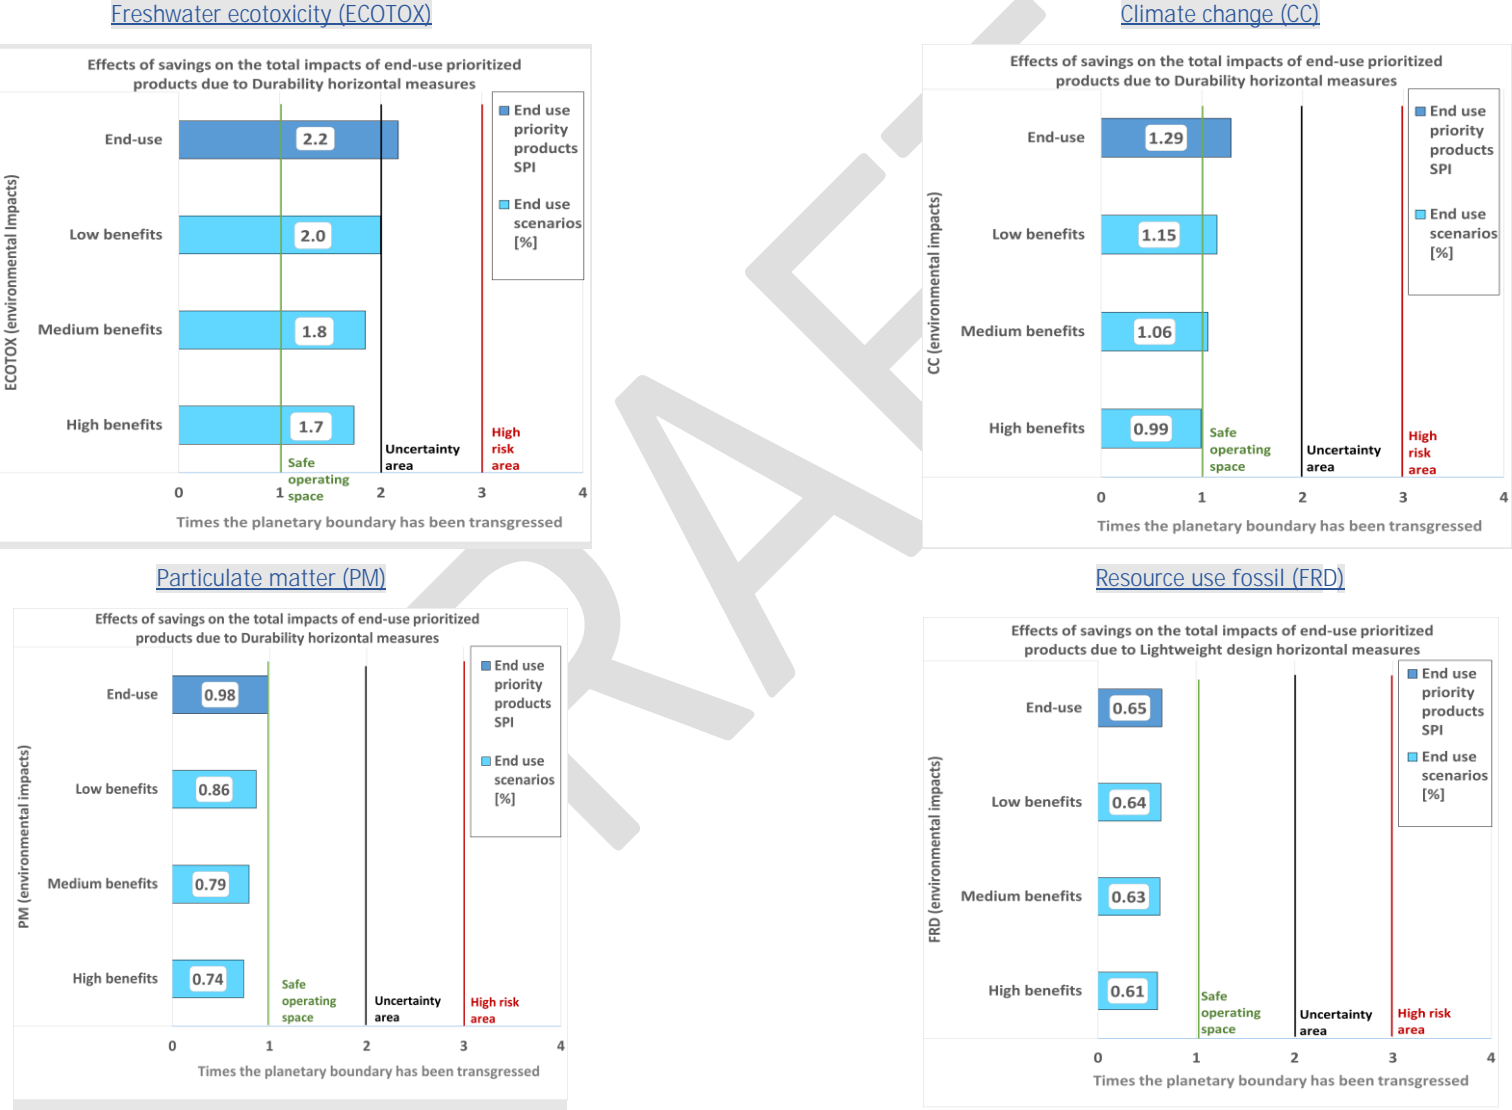 Freshwater ecotoxicity (ECOTOX)
Effects of savings on the total impacts of end-use prioritized
products due to Durability horizontal measures
End use
priority
products
SPI
End use
scenarios
[%]
ECOTOX (environmental Impacts)
End-use
2.2
Low benefits
2.0
Medium benefits
1.8
High benefits
1.7
Safe
operating
space
Uncertainty
area
High
risk
area
0 1 2 3 4
Times the planetary boundary has been transgressed
Climate change (CC)
Effects of savings on the total impacts of end-use prioritized
products due to Durability horizontal measures
End use
priority
products
SPI
End use
scenarios
[%]
CC (environmental impacts)
End-use
1.29
Low benefits
1.15
Medium benefits
1.06
High benefits
0.99
Safe
operating
space
Uncertainty
area
High
risk
area
0 1 2 3 4
Times the planetary boundary has been transgressed
Particulate matter (PM)
Effects of savings on the total impacts of end-use prioritized
products due to Durability horizontal measures
End use
priority
products
SPI
End use
scenarios
[%]
PM (environmental impacts)
End-use
0.98
Low benefits
0.86
Medium benefits
0.79
High benefits
0.74
Safe
operating
space
Uncertainty
area
High risk
area
0 1 2 3 4
Times the planetary boundary has been transgressed
Resource use fossil (FRD)
Effects of savings on the total impacts of end-use prioritized
products due to Lightweight design horizontal measures
End use
priority
products
SPI
End use
scenarios
[%]
FRD (environmental impacts)
End-use
0.65
Low benefits
0.64
Medium benefits
0.63
High benefits
0.61
Safe
operating
space
Uncertainty
area
High risk
area
0 1 2 3 4
Times the planetary boundary has been transgressed